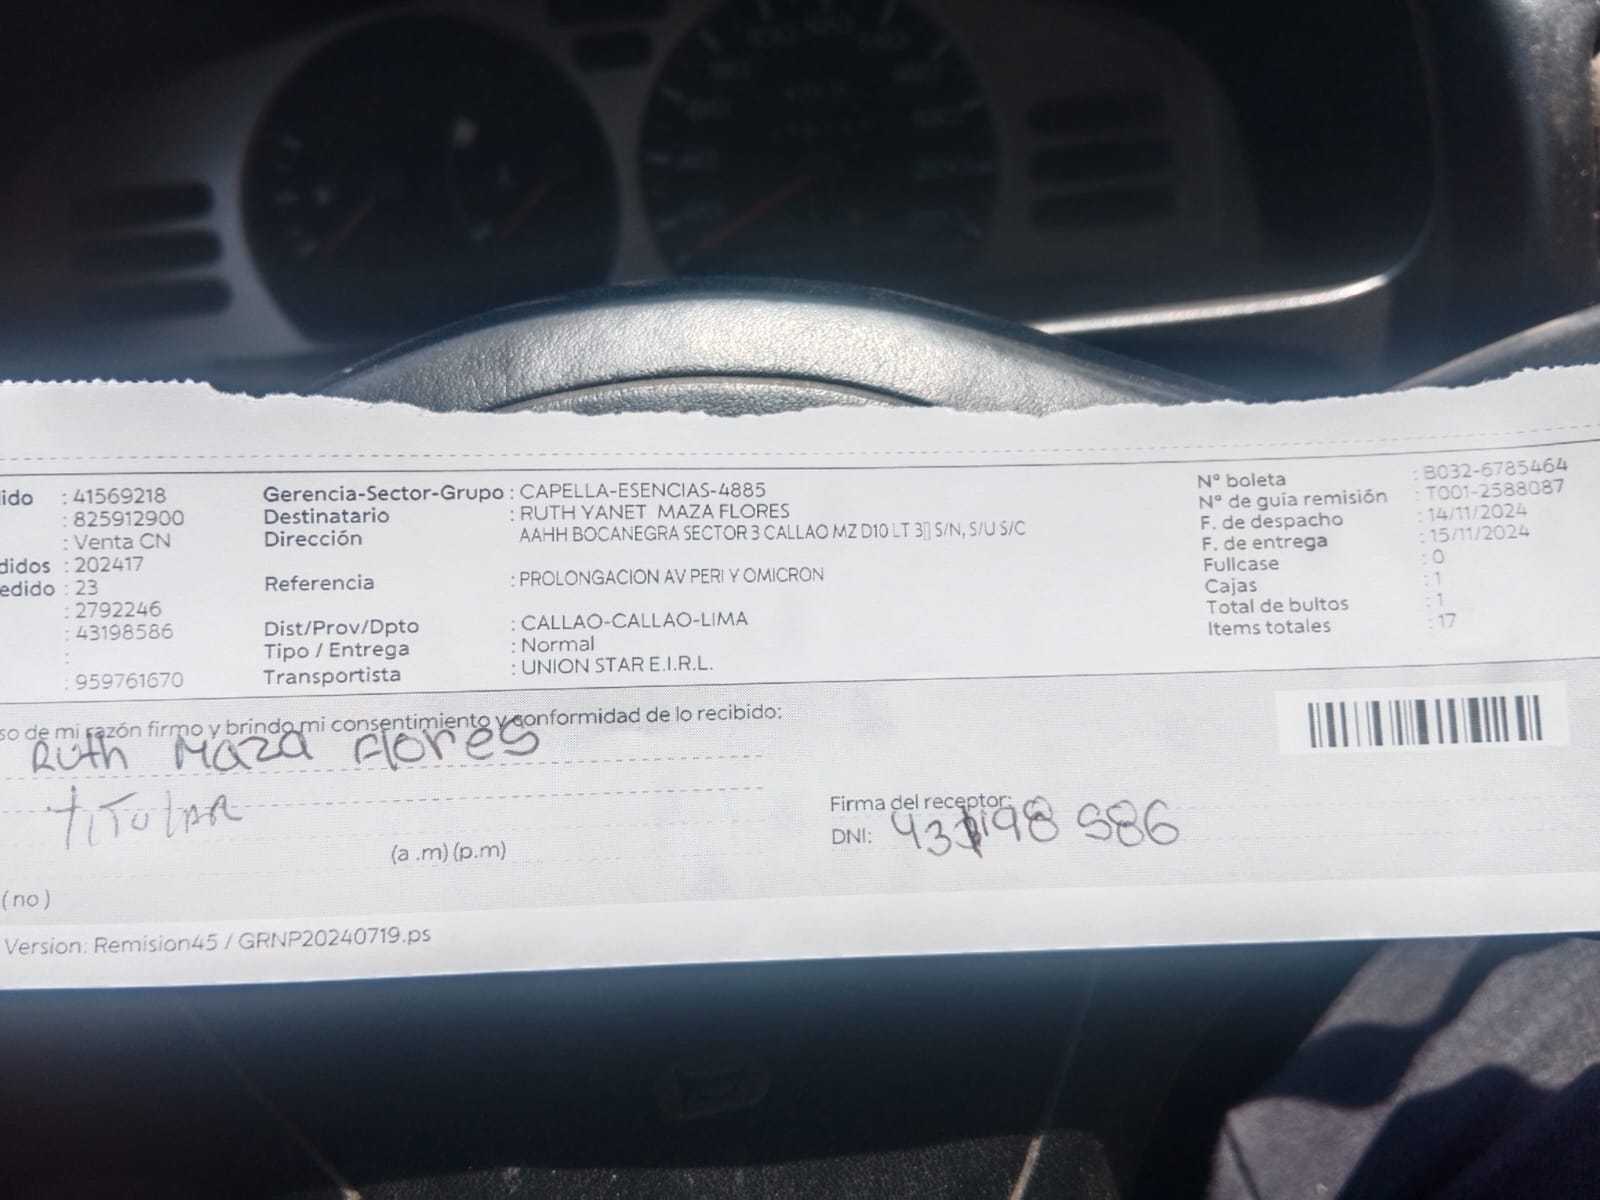 ido : 41569218
: 825912900
: Venta CN
didos : 202417
edido : 23
: 2792246
: 43198586
:
: 959761670
Gerencia-Sector-Grupo : CAPELLA-ESENCIAS-4885
Destinatario : RUTH YANET MAZA FLORES
Dirección AAHH BOCANEGRA SECTOR 3 CALLAO MZ D10 LT 3▯ S/N, S/U S/C
Referencia : PROLONGACION AV PERI Y OMICRON
Dist/Prov/Dpto : CALLAO-CALLAO-LIMA
Tipo / Entrega : Normal
Transportista : UNION STAR E.I.R.L.
Nº boleta : B032-6785464
Nº de guía remisión : T001-2588087
F. de despacho : 14/11/2024
F. de entrega : 15/11/2024
Fullcase : 0
Cajas : 1
Total de bultos : 1
Items totales : 17
so de mi razón firmo y brindo mi consentimiento y conformidad de lo recibido:
Ruth Maza Flores
TITULAR
(a .m) (p.m)
Firma del receptor:
DNI: 43198586
(no)
Version: Remision45 / GRNP20240719.ps